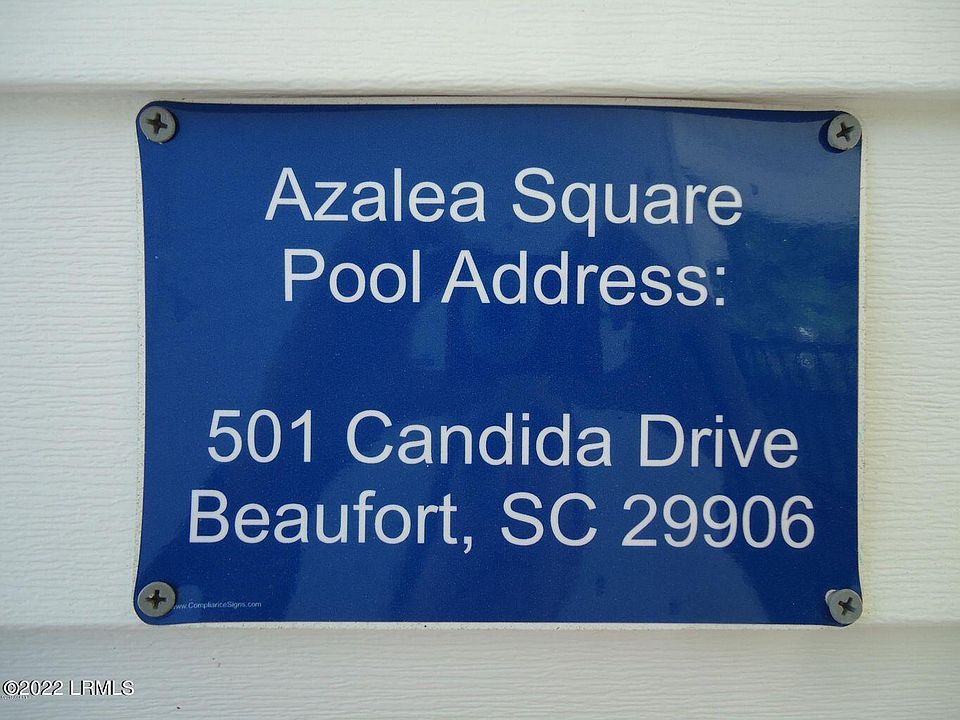 Azalea Square
Pool Address:
501 Candida Drive
Beaufort, SC 29906
www.ComplianceSigns.com
©2022 LRMLS